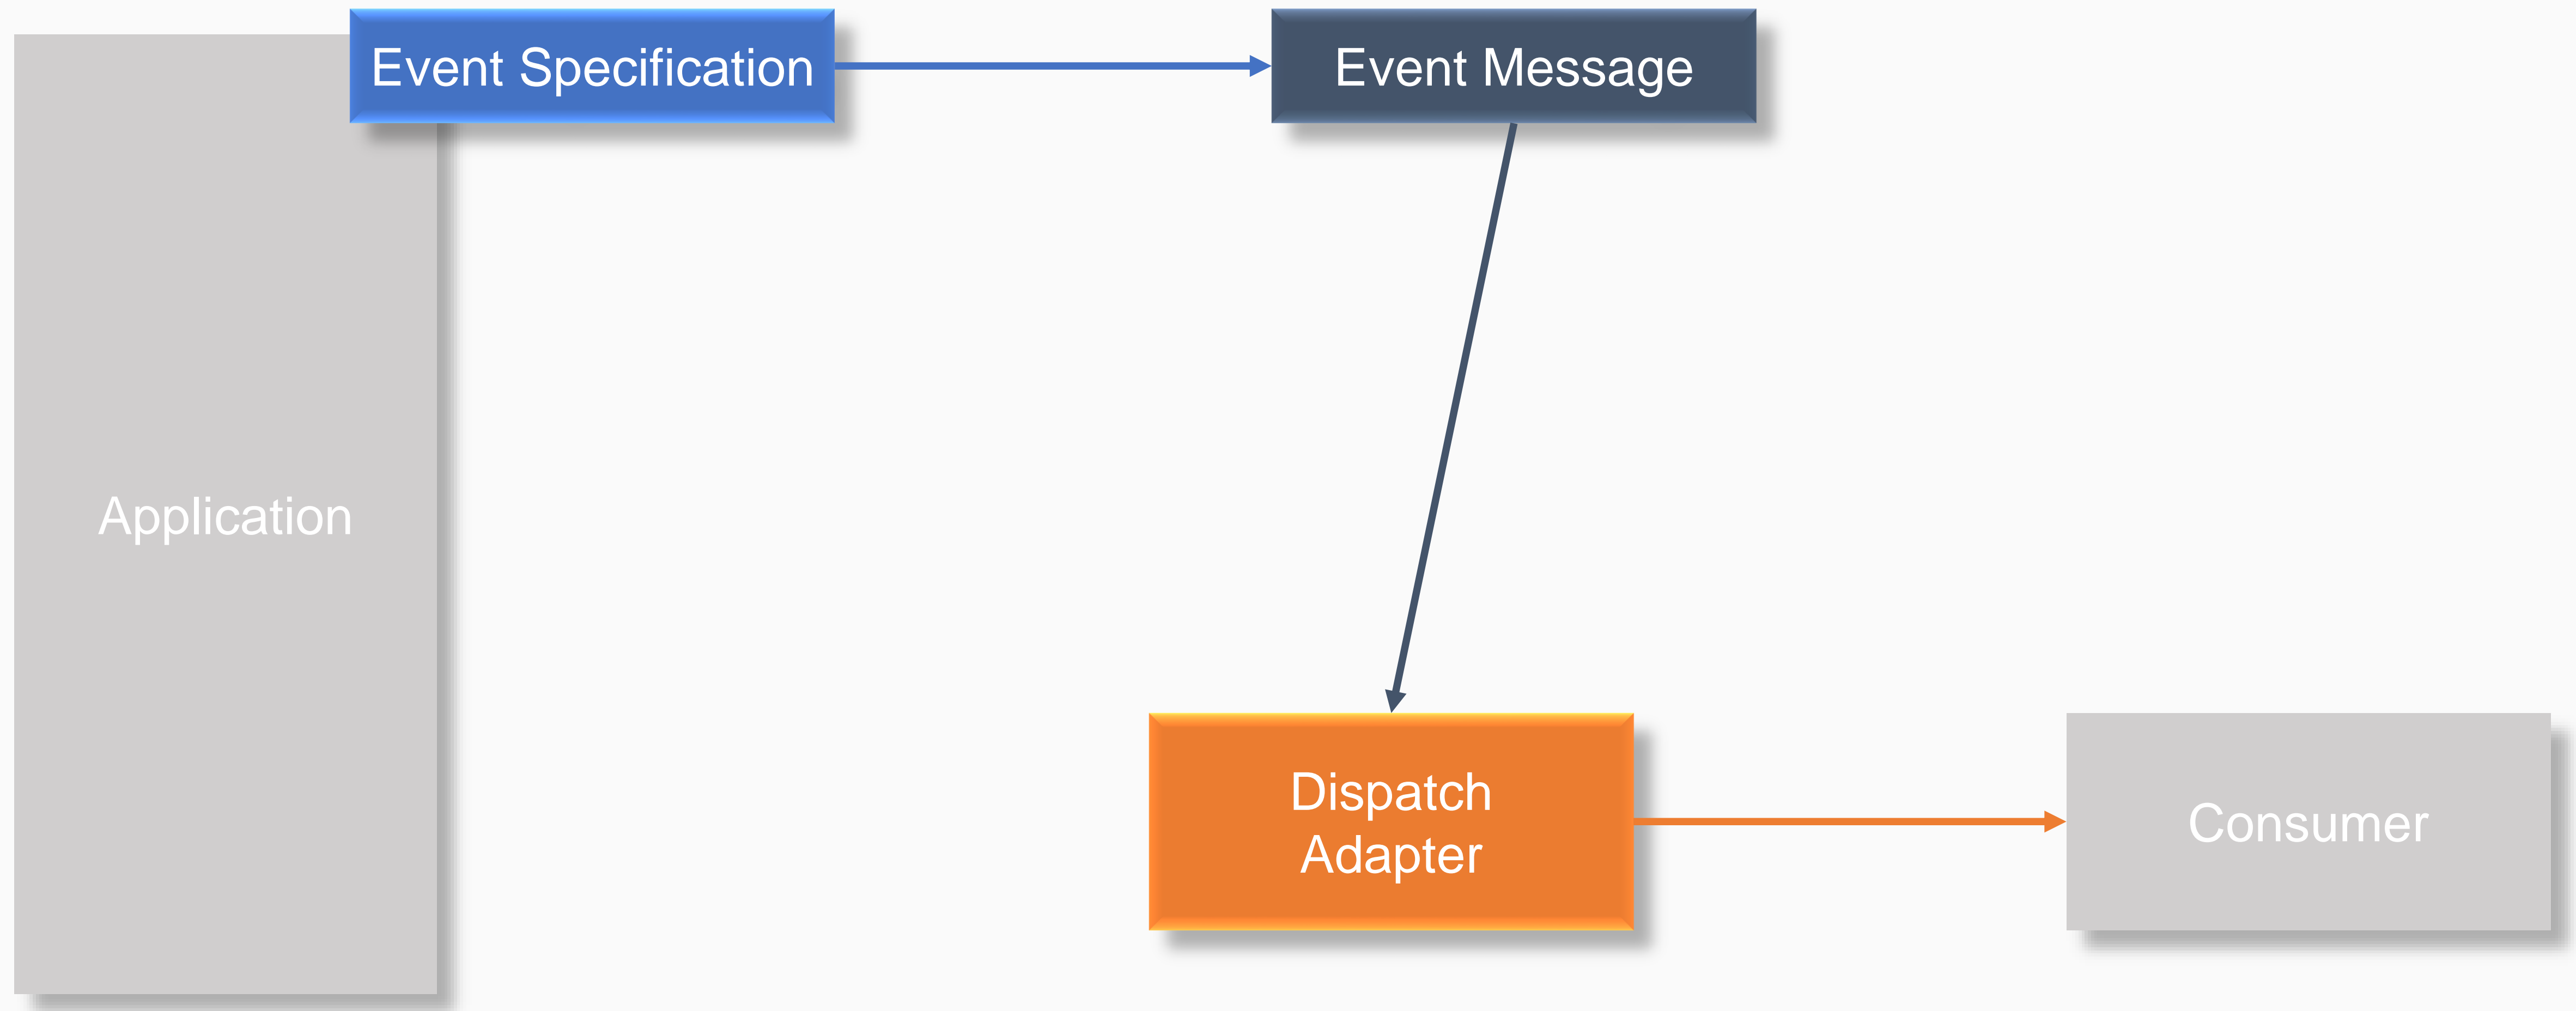 Event Specification
Event Message
Application
Dispatch
Adapter
Consumer